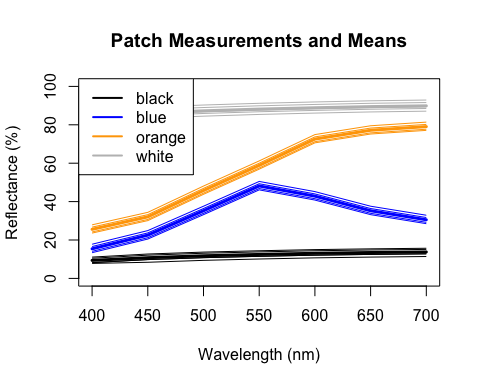 Patch Measurements and Means
Reflectance (%)
100
80
60
40
20
0
black
blue
orange
white
400 450 500 550 600 650 700
Wavelength (nm)